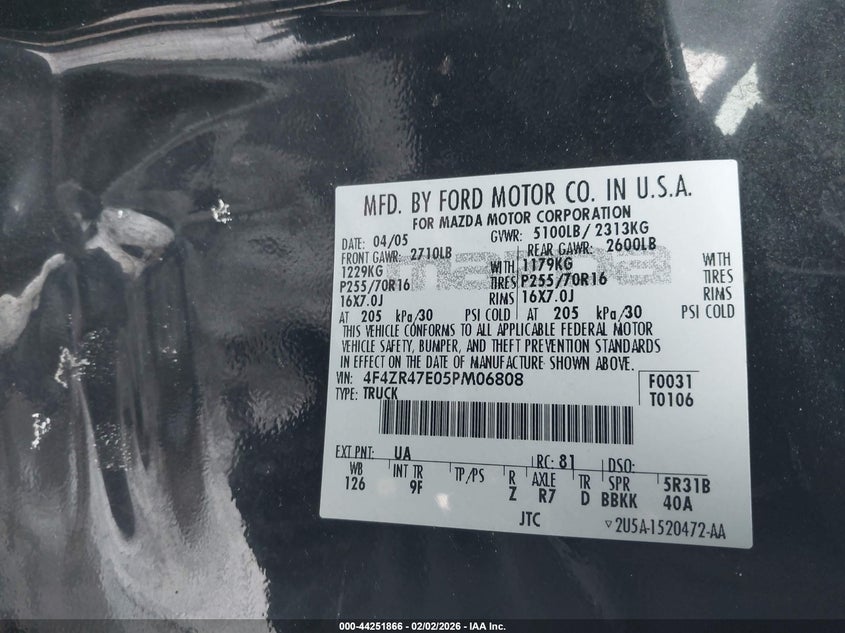 MFD. BY FORD MOTOR CO. IN U.S.A.
FOR MAZDA MOTOR CORPORATION
DATE: 04/05 GVWR: 5100LB/ 2313KG
FRONT GAWR: 2710LB REAR GAWR: 2600LB
1229KG WITH 1179KG WITH
P255/70R16 TIRES P255/70R16 TIRES
16X7.0J RIMS 16X7.0J RIMS
AT 205 kPa/30 PSI COLD AT 205 kPa/30 PSI COLD
THIS VEHICLE CONFORMS TO ALL APPLICABLE FEDERAL MOTOR
VEHICLE SAFETY, BUMPER, AND THEFT PREVENTION STANDARDS
IN EFFECT ON THE DATE OF MANUFACTURE SHOWN ABOVE.
VIN: 4F4ZR47E05PM06808 F0031
TYPE: TRUCK T0106
EXT PNT: UA RC: 81 DSO:
WB INT TR TP/PS R AXLE TR SPR 5R31B
126 9F Z R7 D BBKK 40A
JTC 2U5A-1520472-AA
mazda
000-44251866 - 02/02/2026 - IAA Inc.